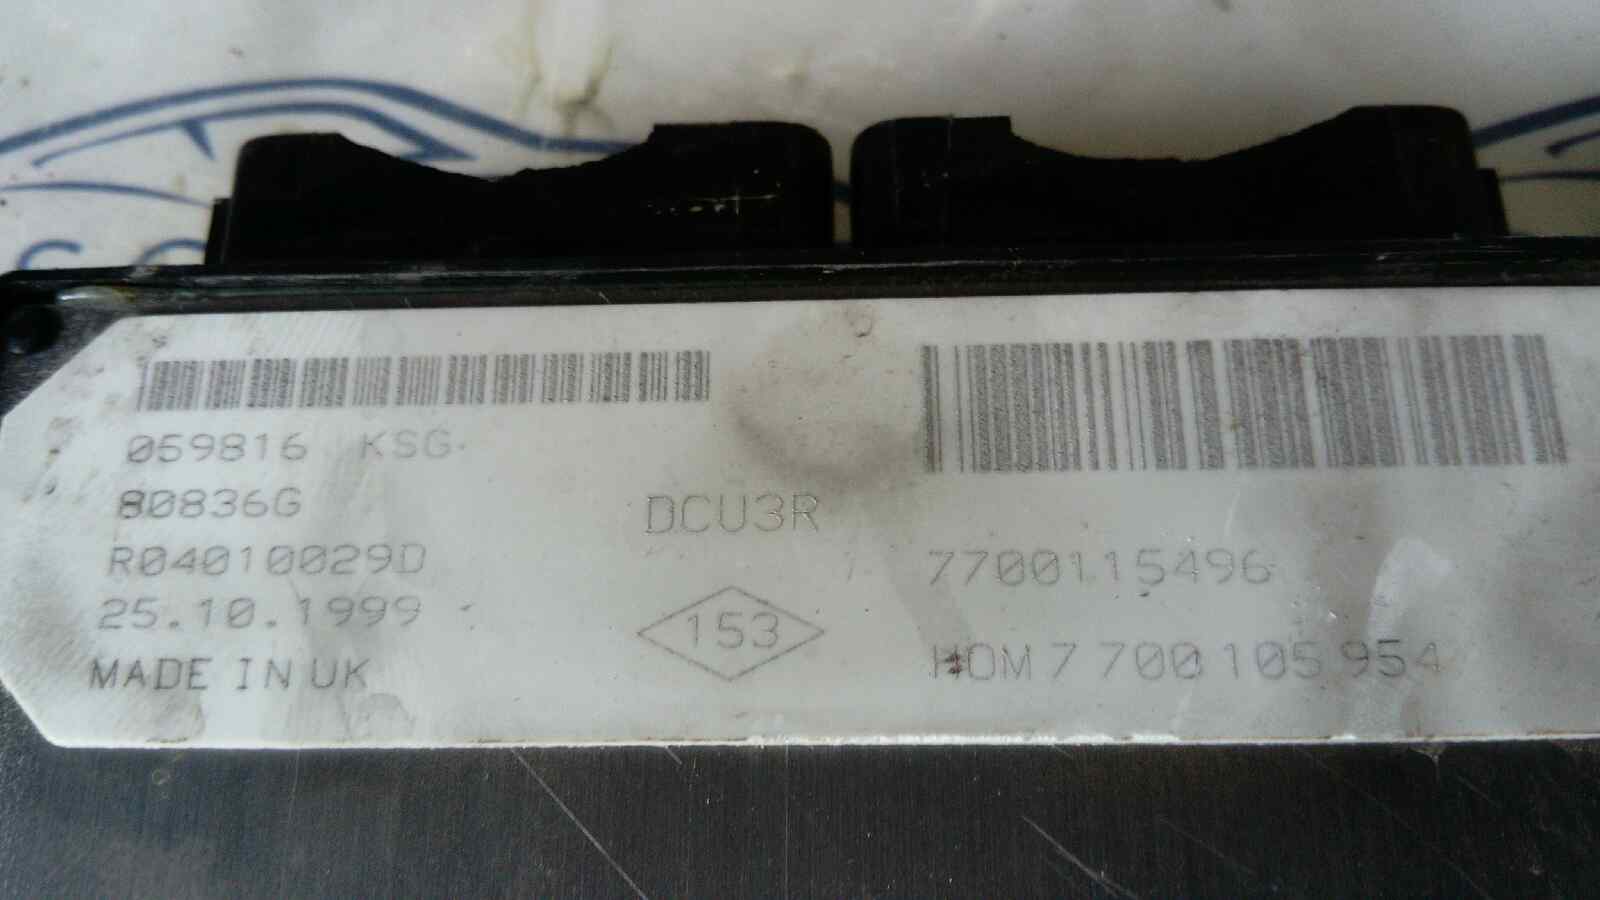 059816 KSG
80836G
R04010029D
25.10.1999
MADE IN UK
DCU3R
153
7700115496
HOM 7 700 105 954